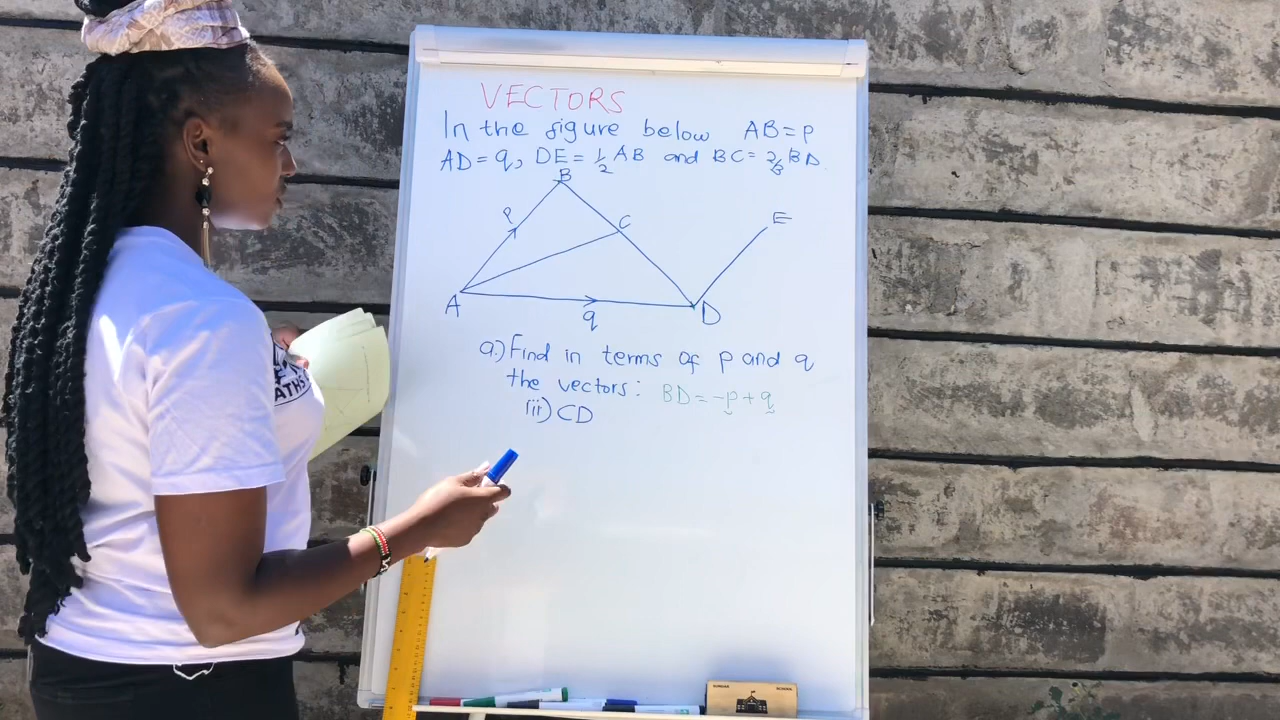 VECTORS
In the figure below AB = p
AD = q, DE = 1/2 AB and BC = 2/3 BD.
B
P
C
E
A
q
D
a.) Find in terms of p and q
the vectors: BD = -p + q
(ii) CD
ATHS